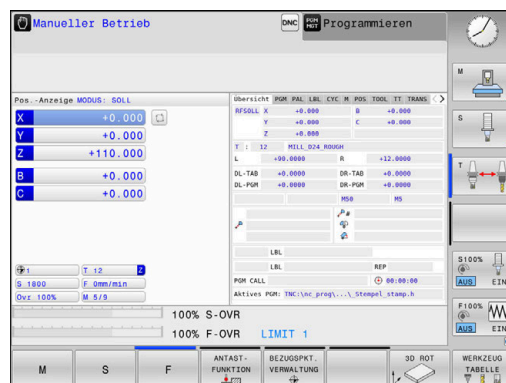 Manueller Betrieb
DNC
PGM MGT
Programmieren
Pos.-Anzeige MODUS: SOLL
X +0.000
Y +0.000
Z +110.000
B +0.000
C +0.000
1 T 12 Z
S 1800 F 0mm/min
Ovr 100% M 5/9
Übersicht PGM PAL LBL CYC M POS TOOL TT TRANS
RFSOLL X +0.000 B +0.000
Y +0.000 C +0.000
Z +0.000
T : 12 MILL_D24_ROUGH
L +90.0000 R +12.0000
DL-TAB +0.0000 DR-TAB +0.0000
DL-PGM +0.0000 DR-PGM +0.0000
M50 M5
P#
LBL
LBL REP
PGM CALL 00:00:00
Aktives PGM: TNC:\nc_prog\...\_Stempel_stamp.h
100% S-OVR
100% F-OVR LIMIT 1
M
S
T
S100%
AUS EIN
F100%
AUS EIN
M
S
F
ANTAST-
FUNKTION
BEZUGSPKT.
VERWALTUNG
3D ROT
WERKZEUG
TABELLE